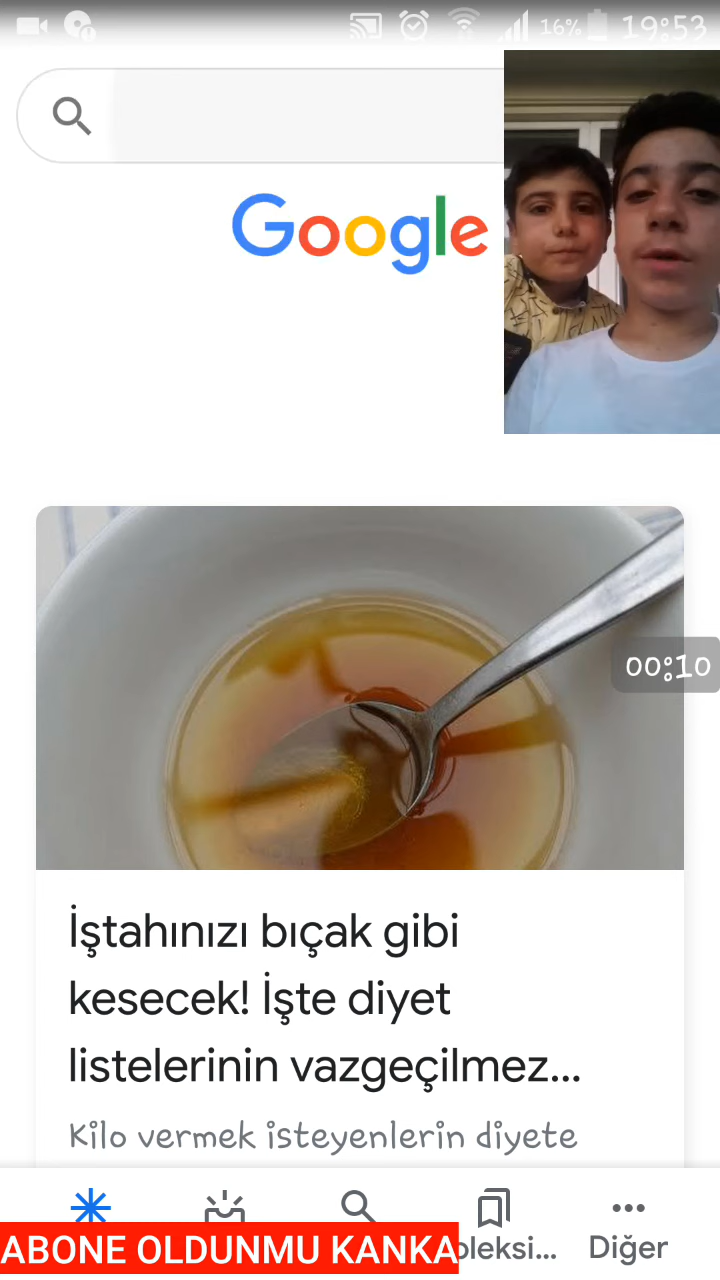 16% 19:53
Google
00:10
İştahınızı bıçak gibi
kesecek! İşte diyet
listelerinin vazgeçilmez...
Kilo vermek isteyenlerin diyete
ABONE OLDUNMU KANKA
oleksi... Diğer